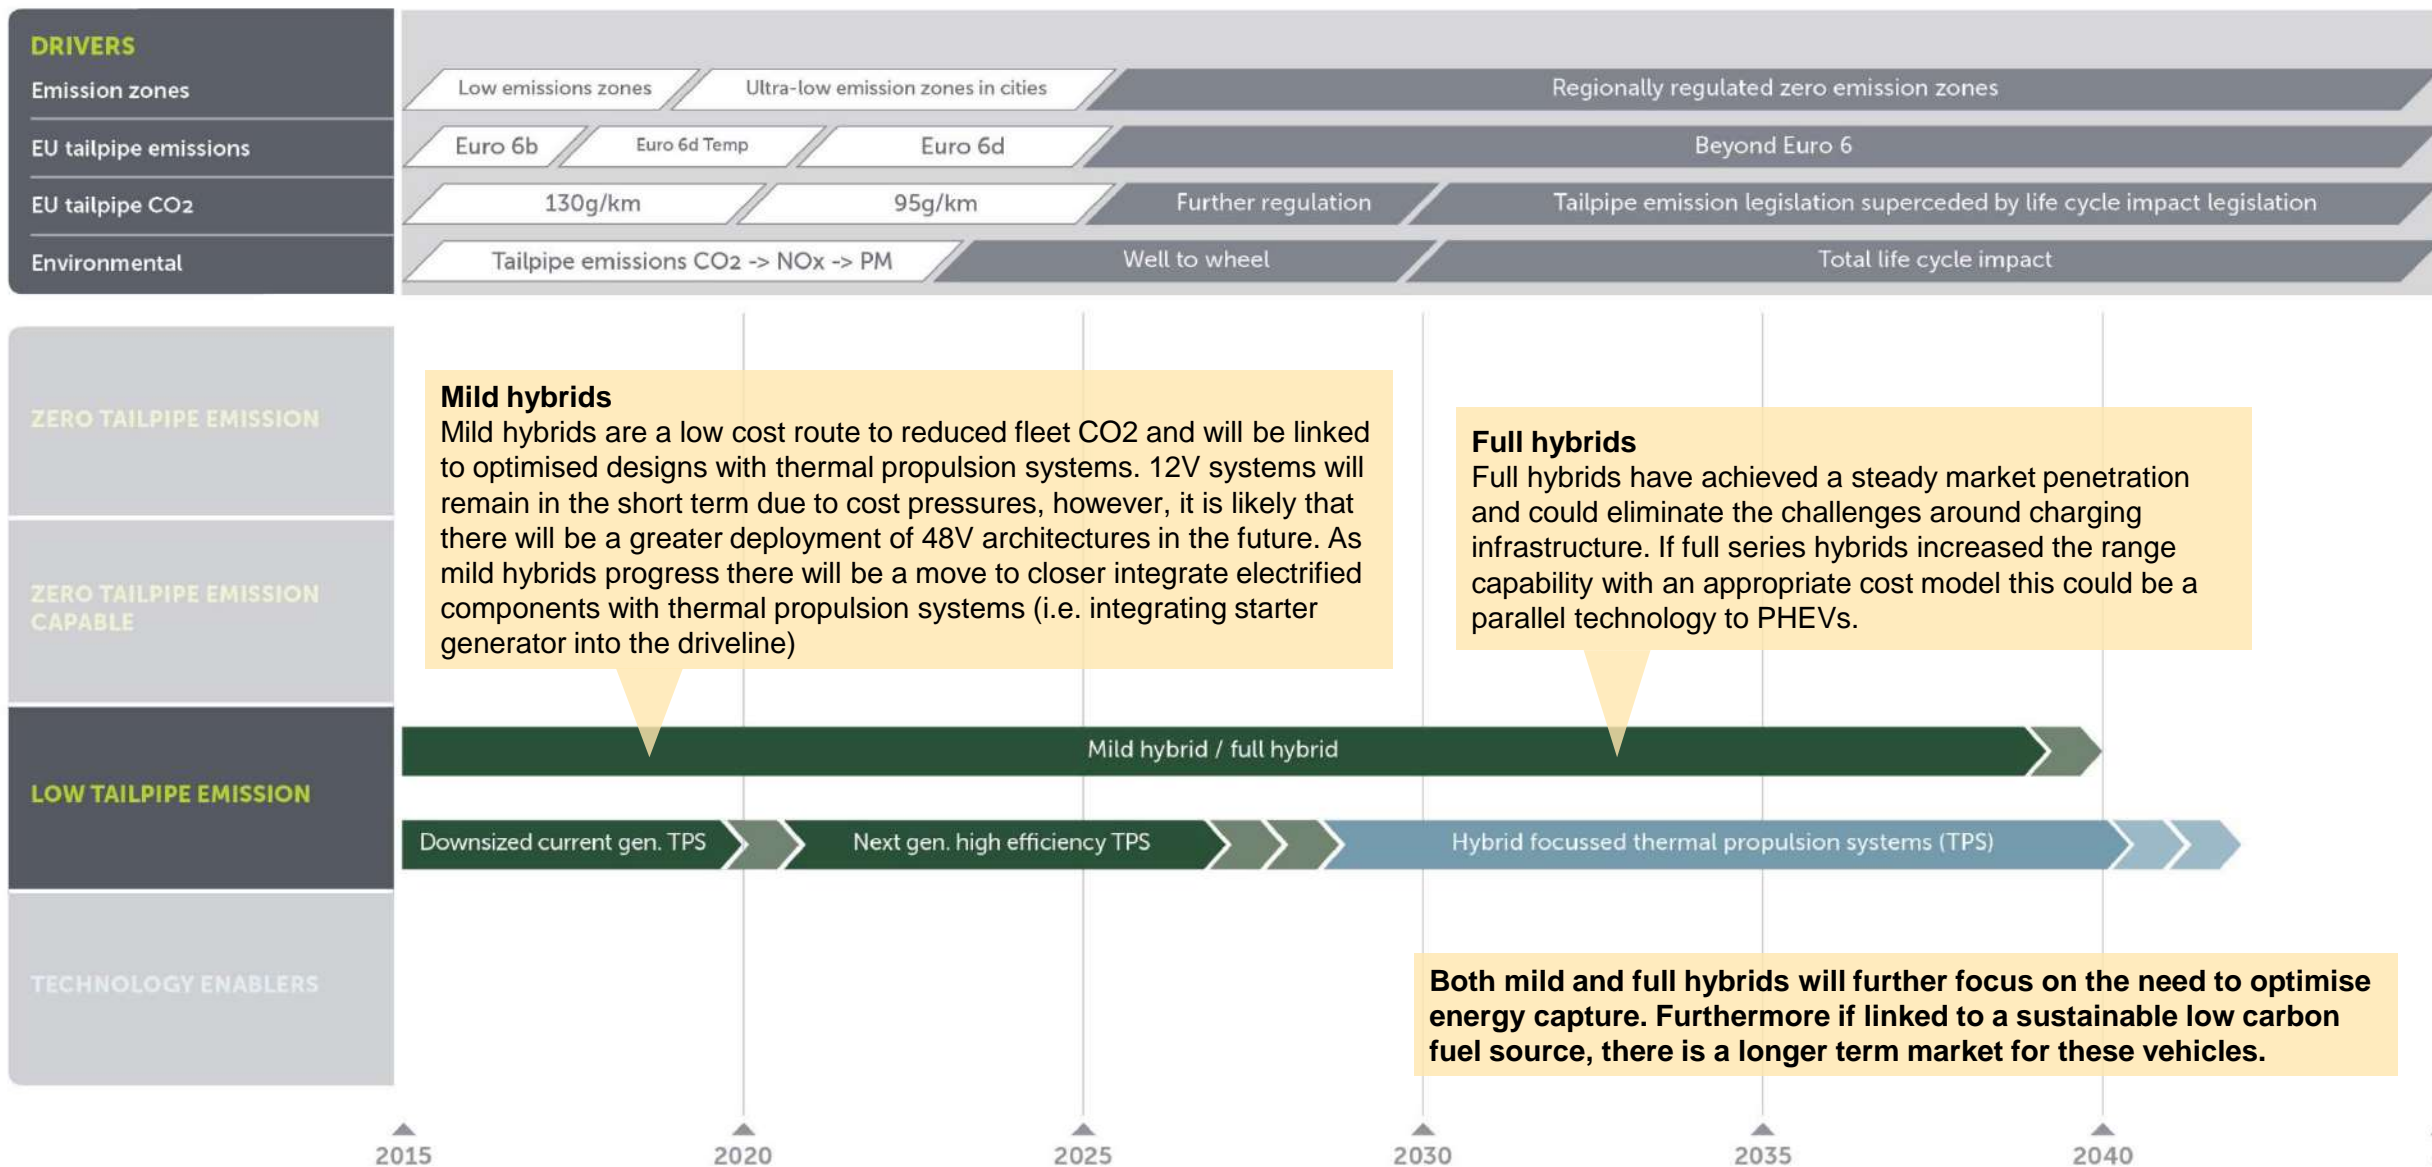 DRIVERS
Emission zones
Low emissions zones
Ultra-low emission zones in cities
Regionally regulated zero emission zones
EU tailpipe emissions
Euro 6b
Euro 6d Temp
Euro 6d
Beyond Euro 6
EU tailpipe CO2
130g/km
95g/km
Further regulation
Tailpipe emission legislation superceded by life cycle impact legislation
Environmental
Tailpipe emissions CO2 -> NOx -> PM
Well to wheel
Total life cycle impact
ZERO TAILPIPE EMISSION
ZERO TAILPIPE EMISSION
CAPABLE
Mild hybrids
Mild hybrids are a low cost route to reduced fleet CO2 and will be linked
to optimised designs with thermal propulsion systems. 12V systems will
remain in the short term due to cost pressures, however, it is likely that
there will be a greater deployment of 48V architectures in the future. As
mild hybrids progress there will be a move to closer integrate electrified
components with thermal propulsion systems (i.e. integrating starter
generator into the driveline)
Full hybrids
Full hybrids have achieved a steady market penetration
and could eliminate the challenges around charging
infrastructure. If full series hybrids increased the range
capability with an appropriate cost model this could be a
parallel technology to PHEVs.
LOW TAILPIPE EMISSION
Mild hybrid / full hybrid
Downsized current gen. TPS
Next gen. high efficiency TPS
Hybrid focussed thermal propulsion systems (TPS)
TECHNOLOGY ENABLERS
Both mild and full hybrids will further focus on the need to optimise
energy capture. Furthermore if linked to a sustainable low carbon
fuel source, there is a longer term market for these vehicles.
2015
2020
2025
2030
2035
2040